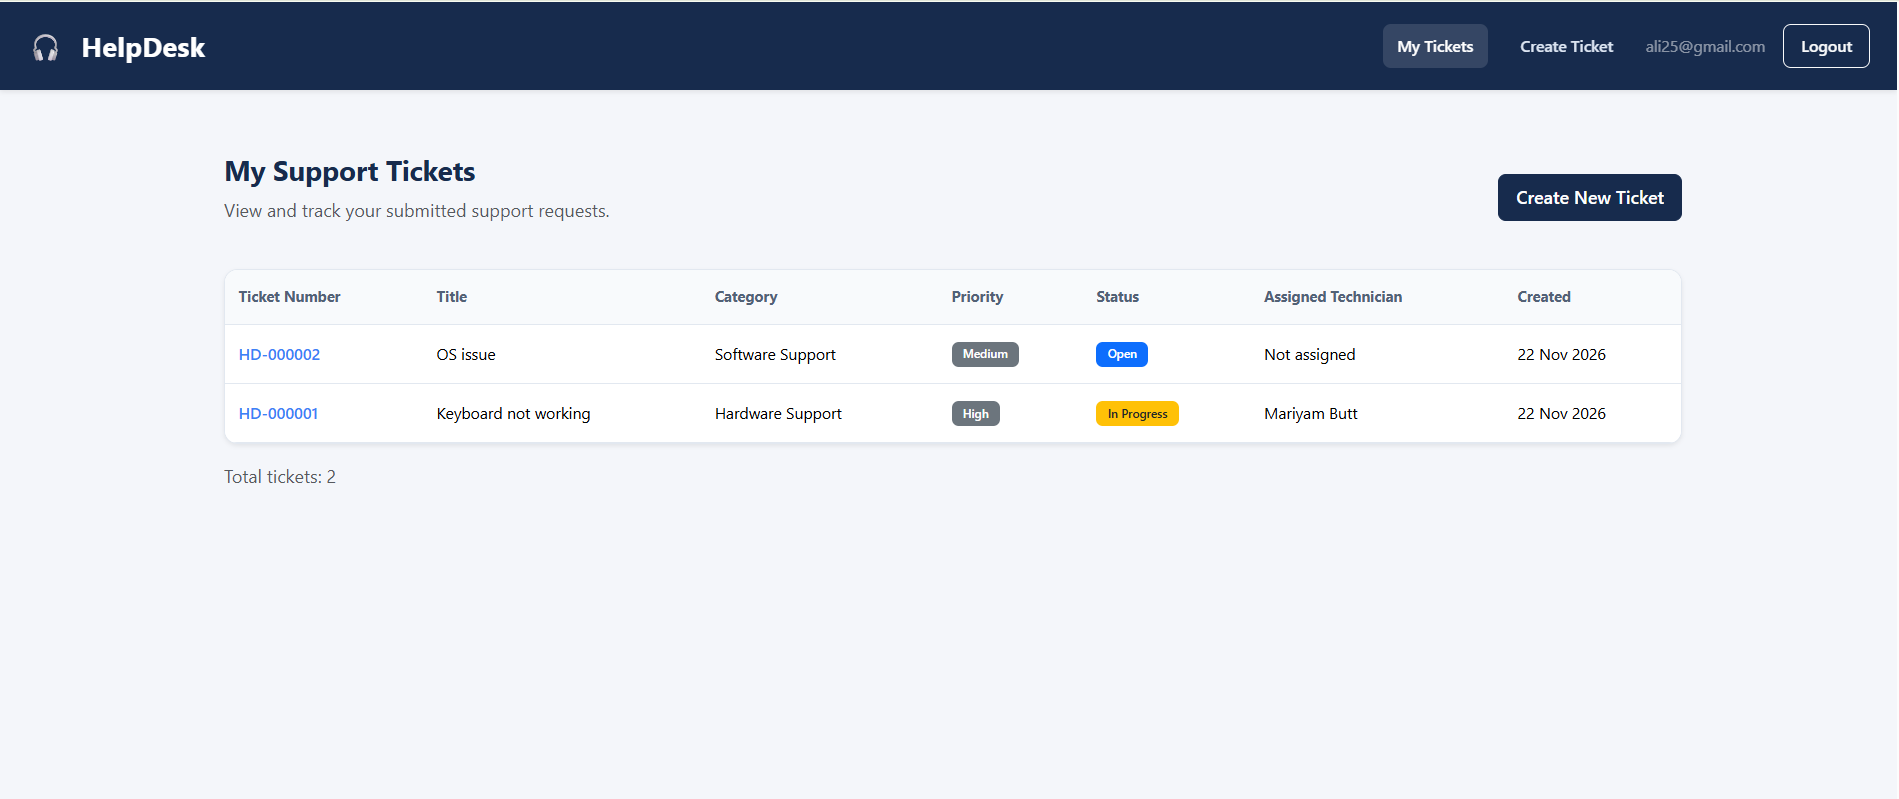 HelpDesk My Tickets Create Ticket ali25@gmail.com Logout
My Support Tickets
View and track your submitted support requests.
Create New Ticket
Ticket Number Title Category Priority Status Assigned Technician Created
HD-000002 OS issue Software Support Medium Open Not assigned 22 Nov 2026
HD-000001 Keyboard not working Hardware Support High In Progress Mariyam Butt 22 Nov 2026
Total tickets: 2